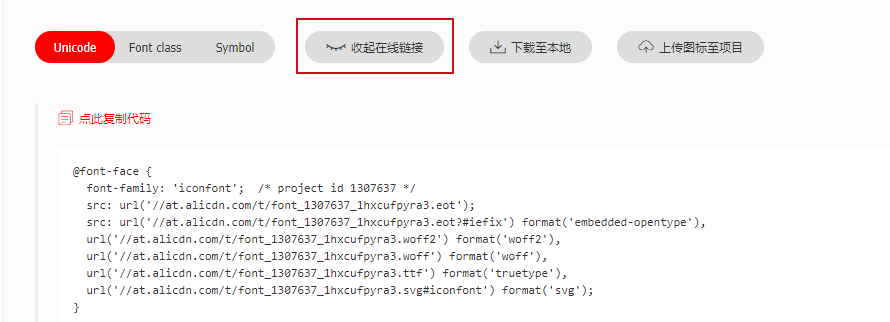 Unicode Font class Symbol 收起在线链接 下载至本地 上传图标至项目
点此复制代码
@font-face {
  font-family: 'iconfont';  /* project id 1307637 */
  src: url('//at.alicdn.com/t/font_1307637_1hxcufpyra3.eot');
  src: url('//at.alicdn.com/t/font_1307637_1hxcufpyra3.eot?#iefix') format('embedded-opentype'),
  url('//at.alicdn.com/t/font_1307637_1hxcufpyra3.woff2') format('woff2'),
  url('//at.alicdn.com/t/font_1307637_1hxcufpyra3.woff') format('woff'),
  url('//at.alicdn.com/t/font_1307637_1hxcufpyra3.ttf') format('truetype'),
  url('//at.alicdn.com/t/font_1307637_1hxcufpyra3.svg#iconfont') format('svg');
}